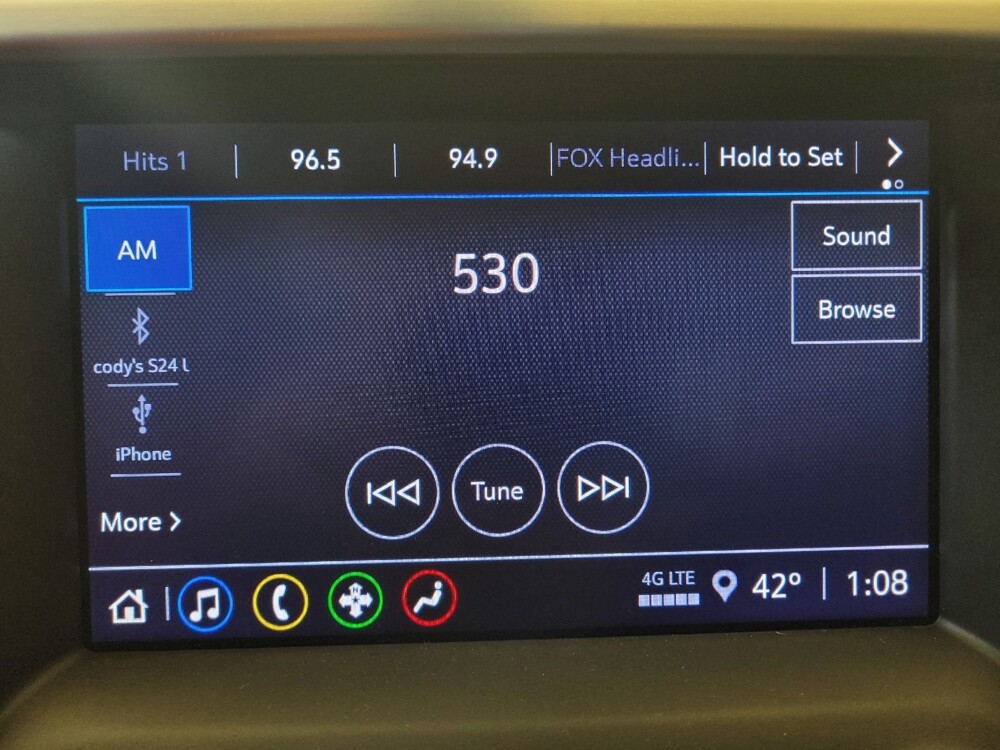 Hits 1 | 96.5 | 94.9 | FOX Headli... | Hold to Set |
AM
530
Sound
Browse
cody's S24 U
iPhone
Tune
More >
4G LTE
42° | 1:08